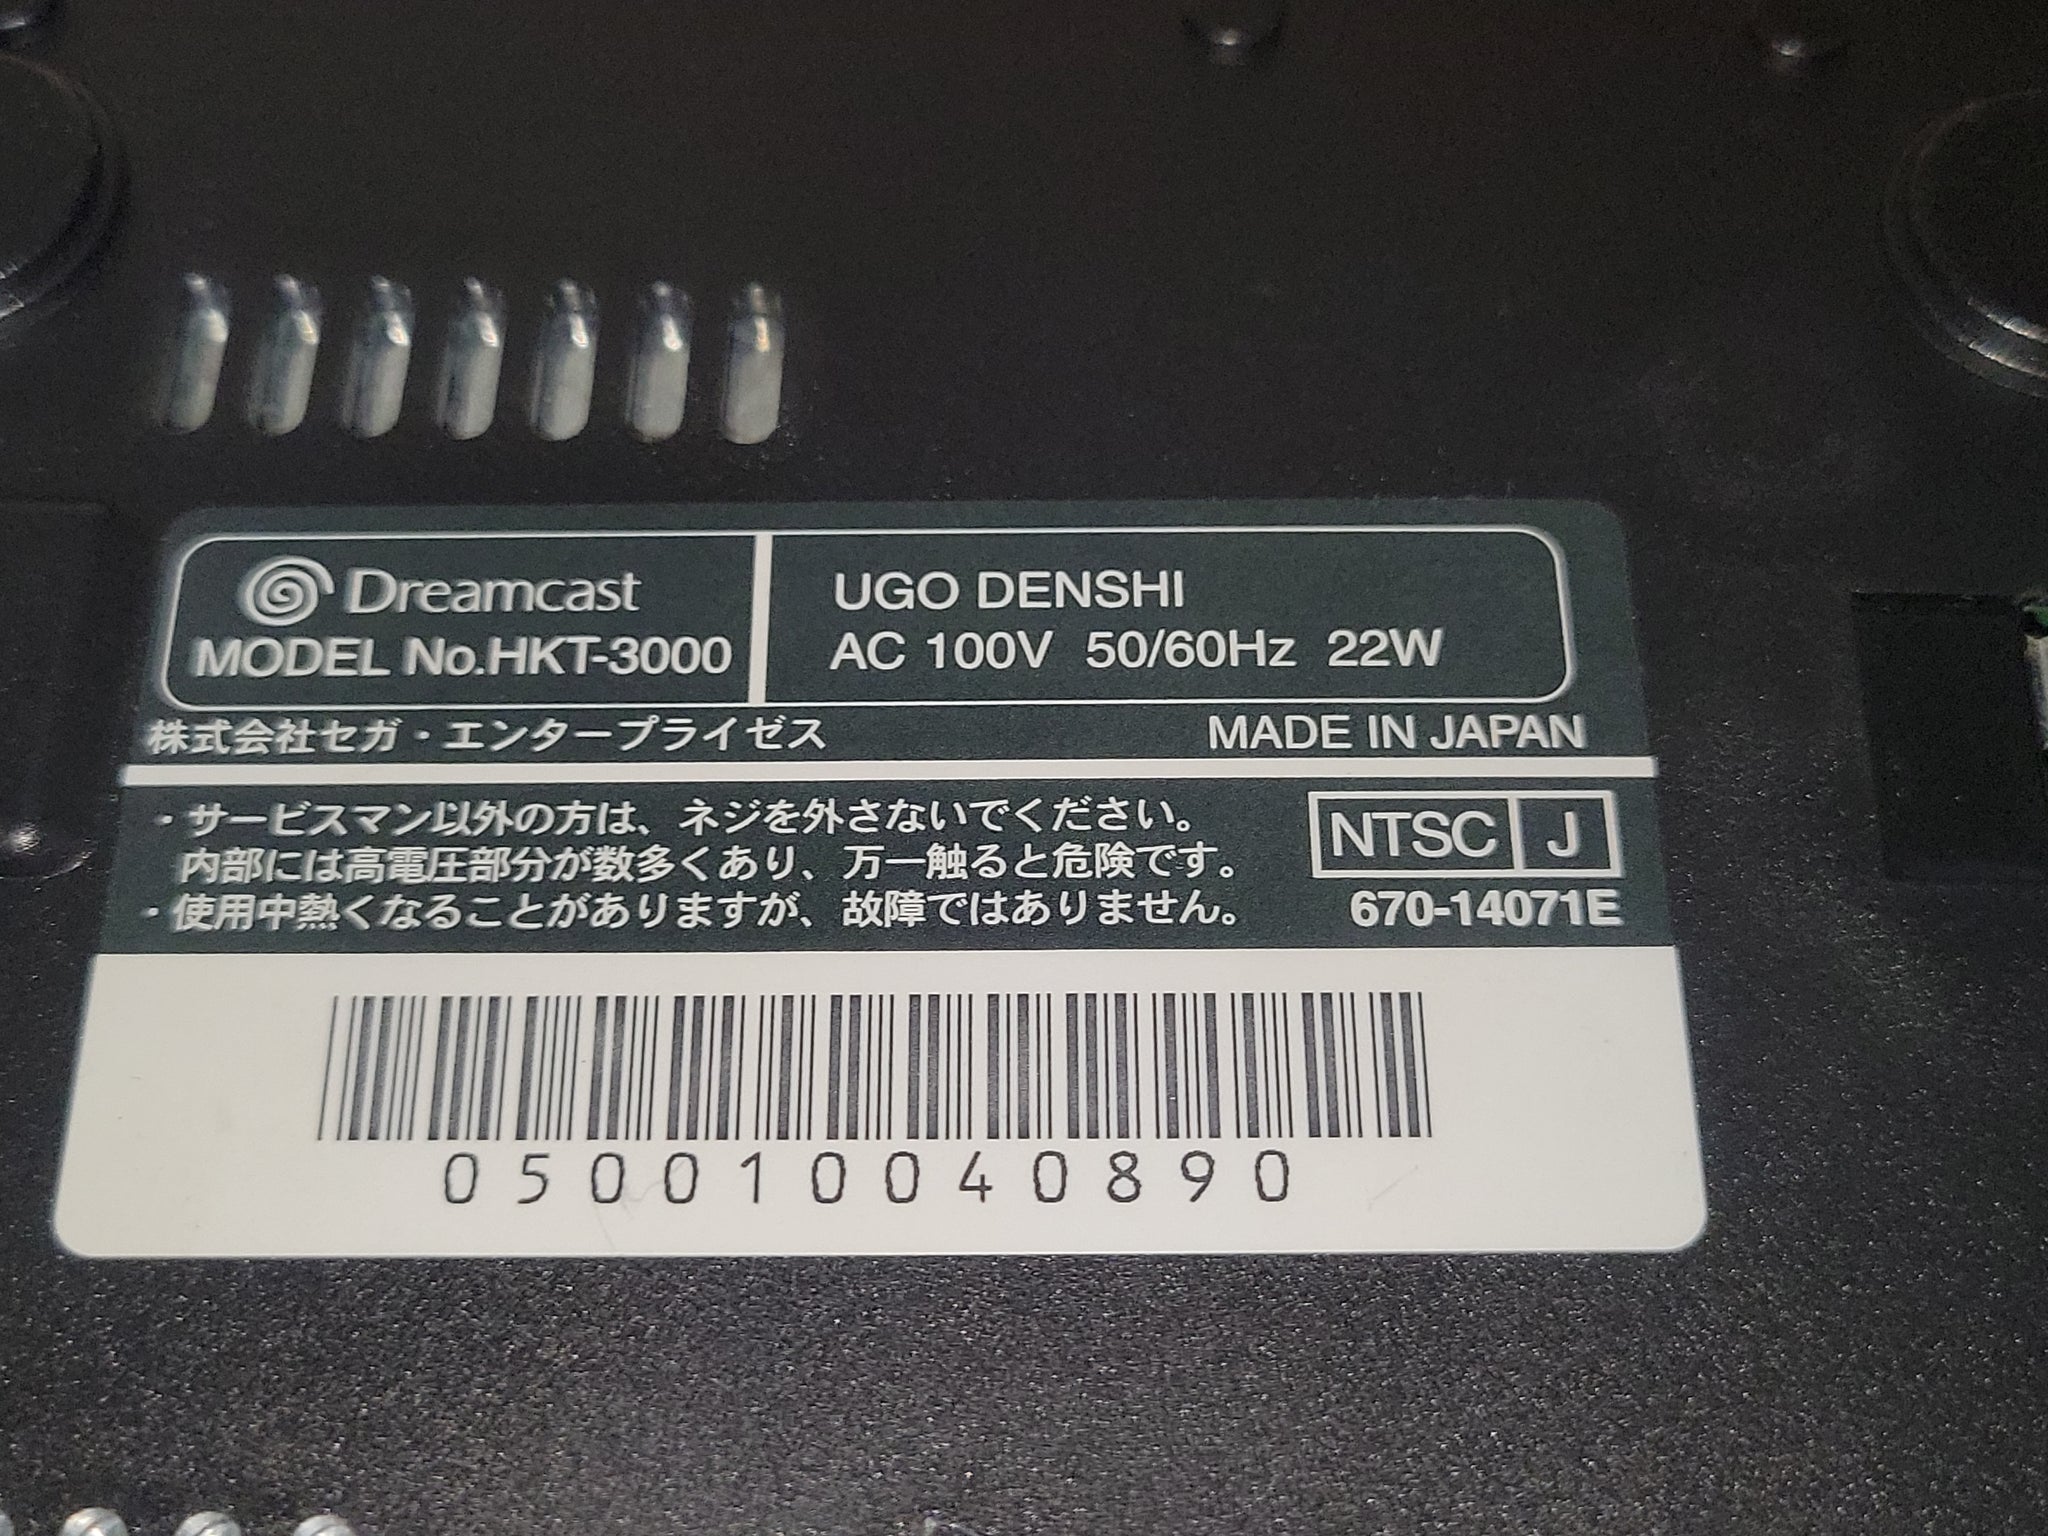 Dreamcast
MODEL No.HKT-3000
UGO DENSHI
AC 100V 50/60Hz 22W
株式会社セガ・エンタープライゼス
MADE IN JAPAN
・サービスマン以外の方は、ネジを外さないでください。
内部には高電圧部分が数多くあり、万一触ると危険です。
・使用中熱くなることがありますが、故障ではありません。
NTSC J
670-14071E
050010040890